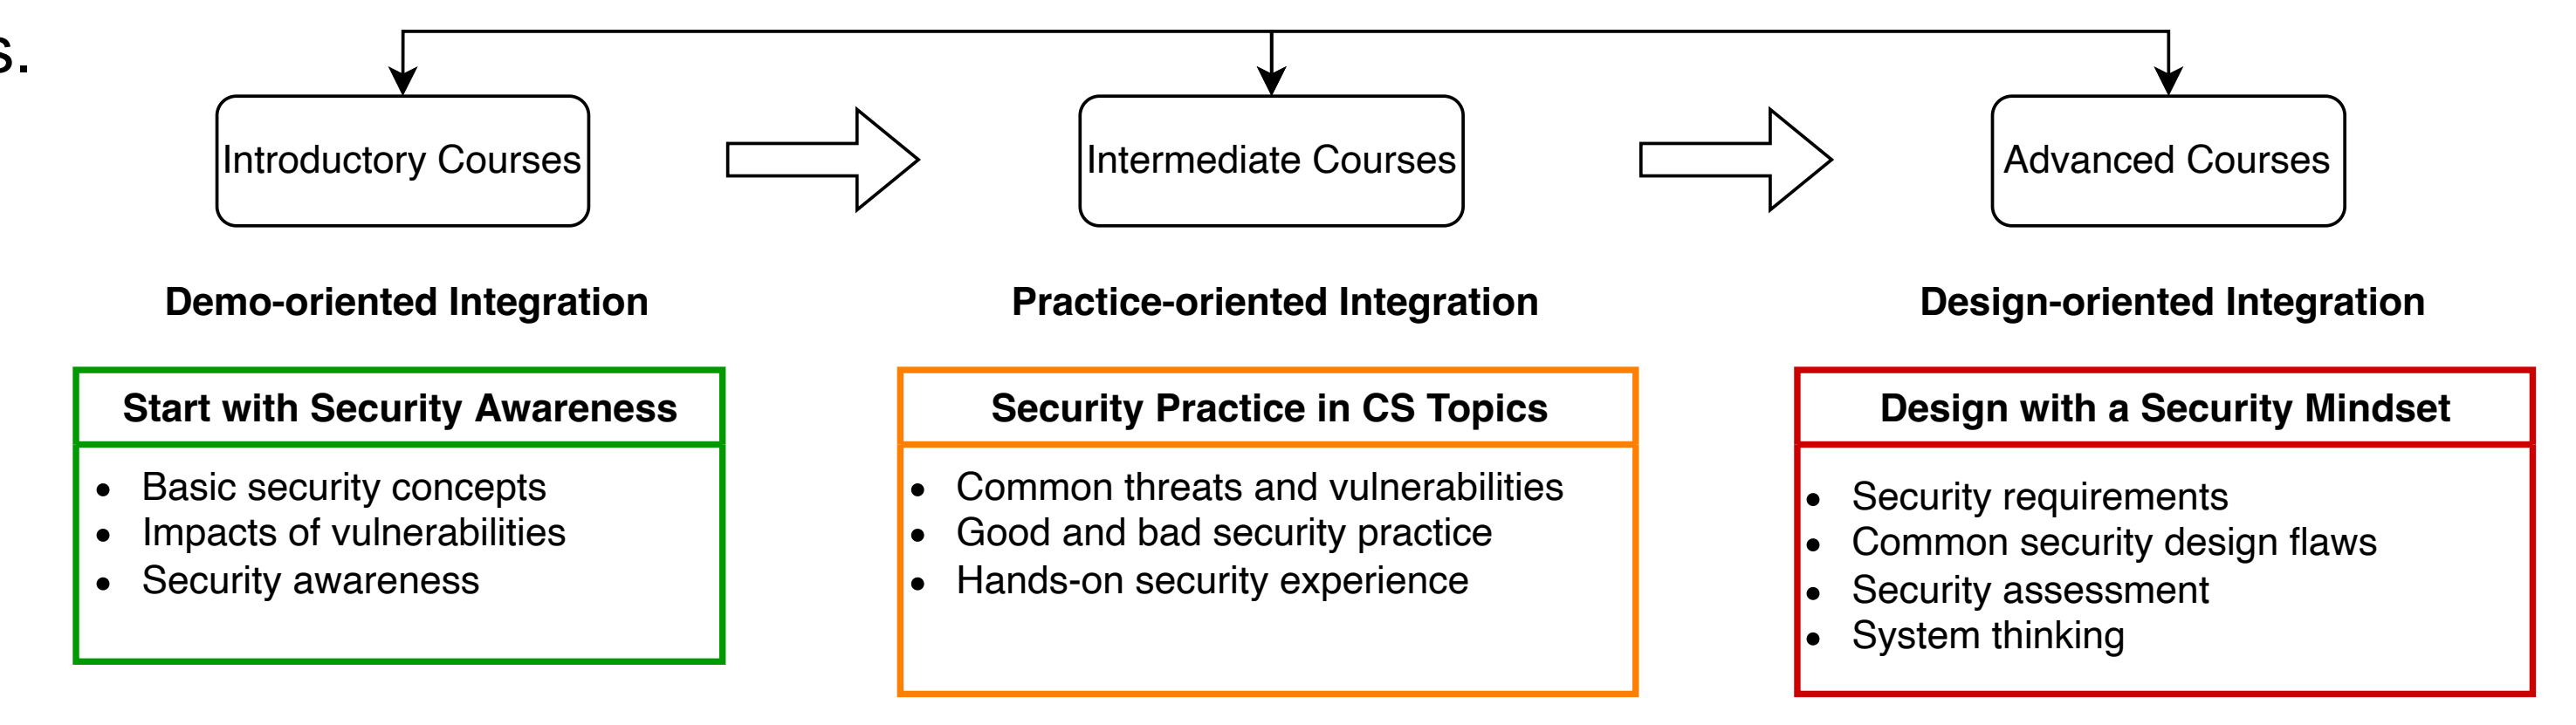 s.
Introductory Courses
Intermediate Courses
Advanced Courses
Demo-oriented Integration
Practice-oriented Integration
Design-oriented Integration
Start with Security Awareness
• Basic security concepts
• Impacts of vulnerabilities
• Security awareness
Security Practice in CS Topics
• Common threats and vulnerabilities
• Good and bad security practice
• Hands-on security experience
Design with a Security Mindset
• Security requirements
• Common security design flaws
• Security assessment
• System thinking